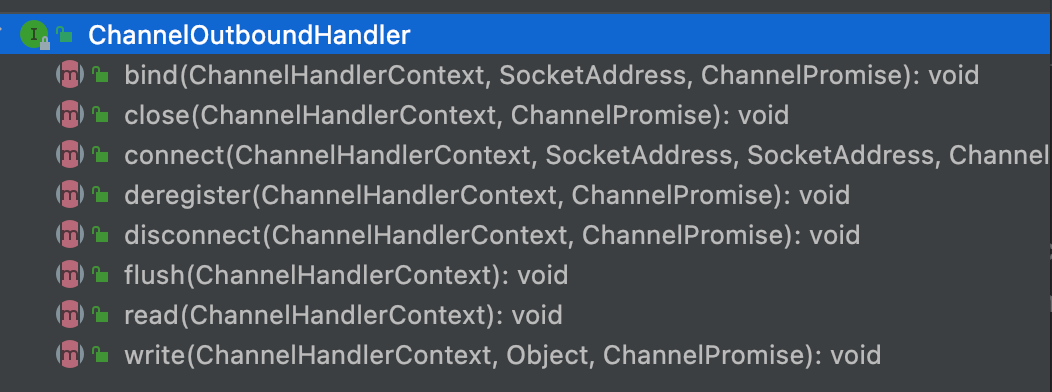 ChannelOutboundHandler
bind(ChannelHandlerContext, SocketAddress, ChannelPromise): void
close(ChannelHandlerContext, ChannelPromise): void
connect(ChannelHandlerContext, SocketAddress, SocketAddress, Channel
deregister(ChannelHandlerContext, ChannelPromise): void
disconnect(ChannelHandlerContext, ChannelPromise): void
flush(ChannelHandlerContext): void
read(ChannelHandlerContext): void
write(ChannelHandlerContext, Object, ChannelPromise): void